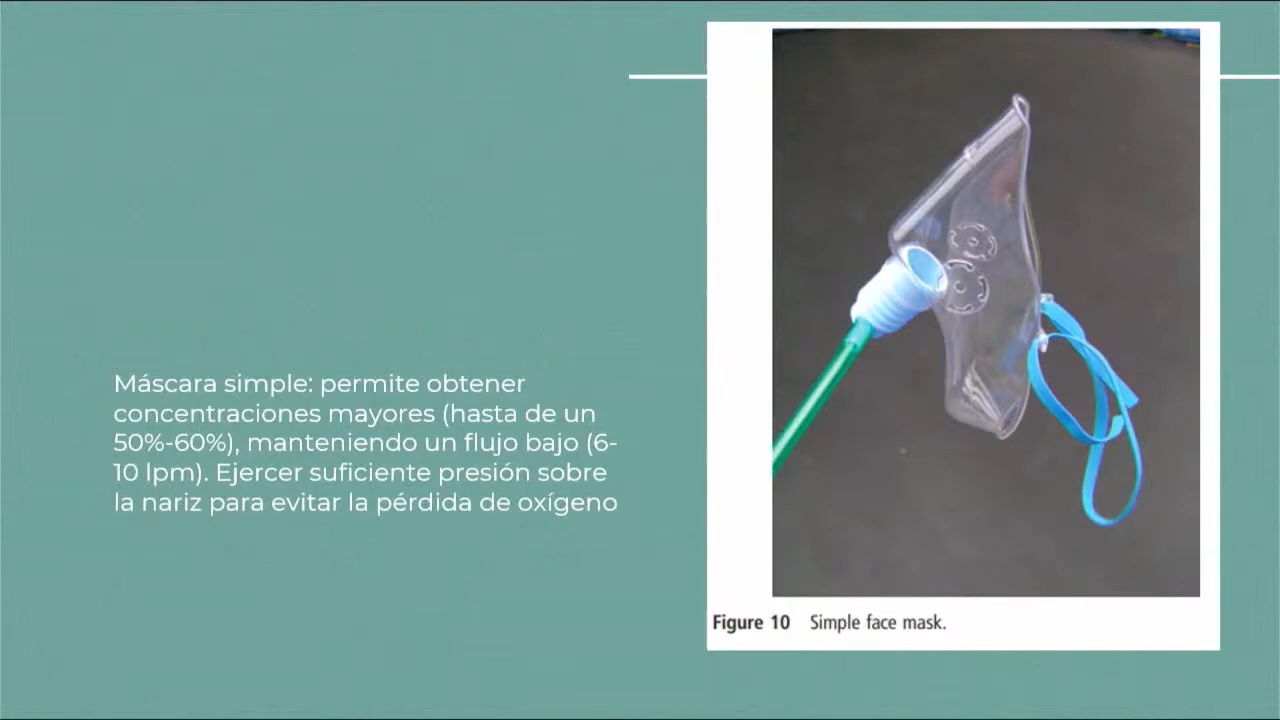 Máscara simple: permite obtener
concentraciones mayores (hasta de un
50%-60%), manteniendo un flujo bajo (6-
10 lpm). Ejercer suficiente presión sobre
la nariz para evitar la pérdida de oxígeno
Figure 10 Simple face mask.